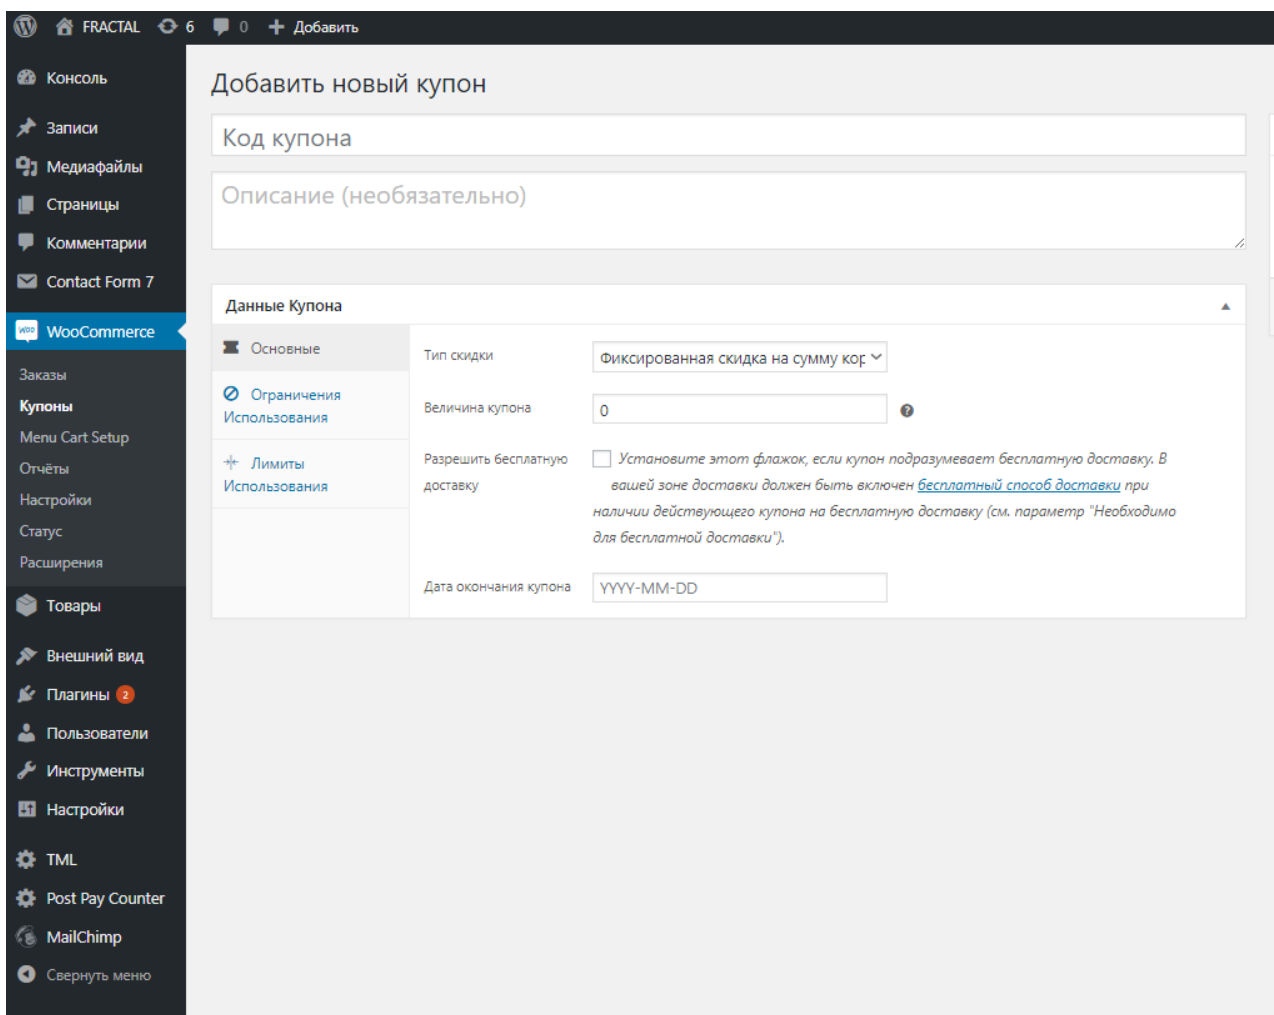 FRACTAL 6 0 Добавить
Консоль
Записи
Медиафайлы
Страницы
Комментарии
Contact Form 7
Woo WooCommerce
Заказы
Купоны
Menu Cart Setup
Отчёты
Настройки
Статус
Расширения
Товары
Внешний вид
Плагины 2
Пользователи
Инструменты
Настройки
TML
Post Pay Counter
MailChimp
Свернуть меню
Добавить новый купон
Код купона
Описание (необязательно)
Данные Купона
Основные
Ограничения
Использования
Лимиты
Использования
Тип скидки
Фиксированная скидка на сумму кор
Величина купона
0
Разрешить бесплатную
доставку
Установите этот флажок, если купон подразумевает бесплатную доставку. В
вашей зоне доставки должен быть включен бесплатный способ доставки при
наличии действующего купона на бесплатную доставку (см. параметр "Необходимо
для бесплатной доставки").
Дата окончания купона
YYYY-MM-DD